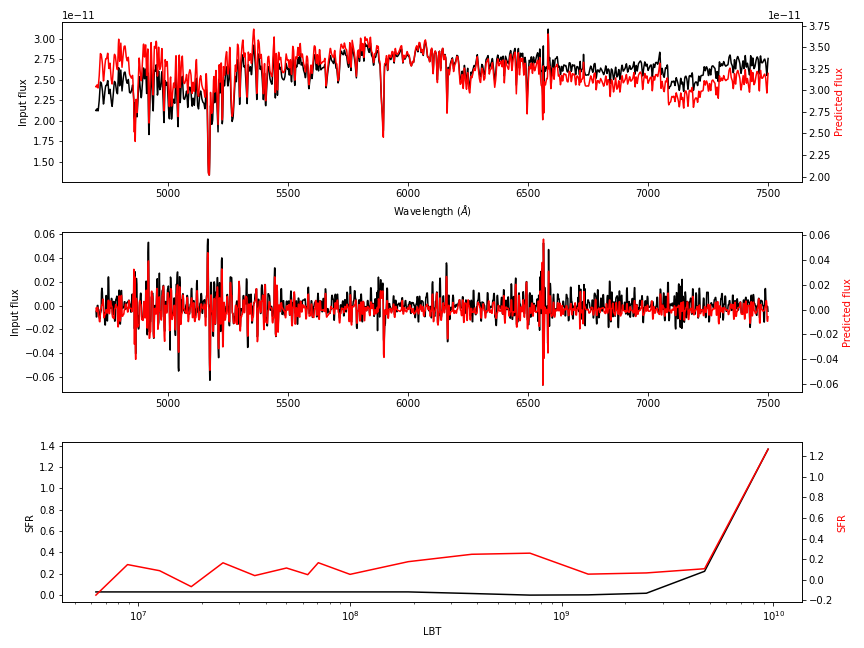 1e−11 1e−11
3.00 2.75 2.50 2.25 2.00 1.75 1.50
Input flux
3.75 3.50 3.25 3.00 2.75 2.50 2.25 2.00
Predicted flux
5000 5500 6000 6500 7000 7500
Wavelength (Å)
0.06 0.04 0.02 0.00 −0.02 −0.04 −0.06
Input flux
0.06 0.04 0.02 0.00 −0.02 −0.04 −0.06
Predicted flux
5000 5500 6000 6500 7000 7500
1.4 1.2 1.0 0.8 0.6 0.4 0.2 0.0
SFR
1.2 1.0 0.8 0.6 0.4 0.2 0.0 −0.2
SFR
10⁷ 10⁸ 10⁹ 10¹⁰
LBT